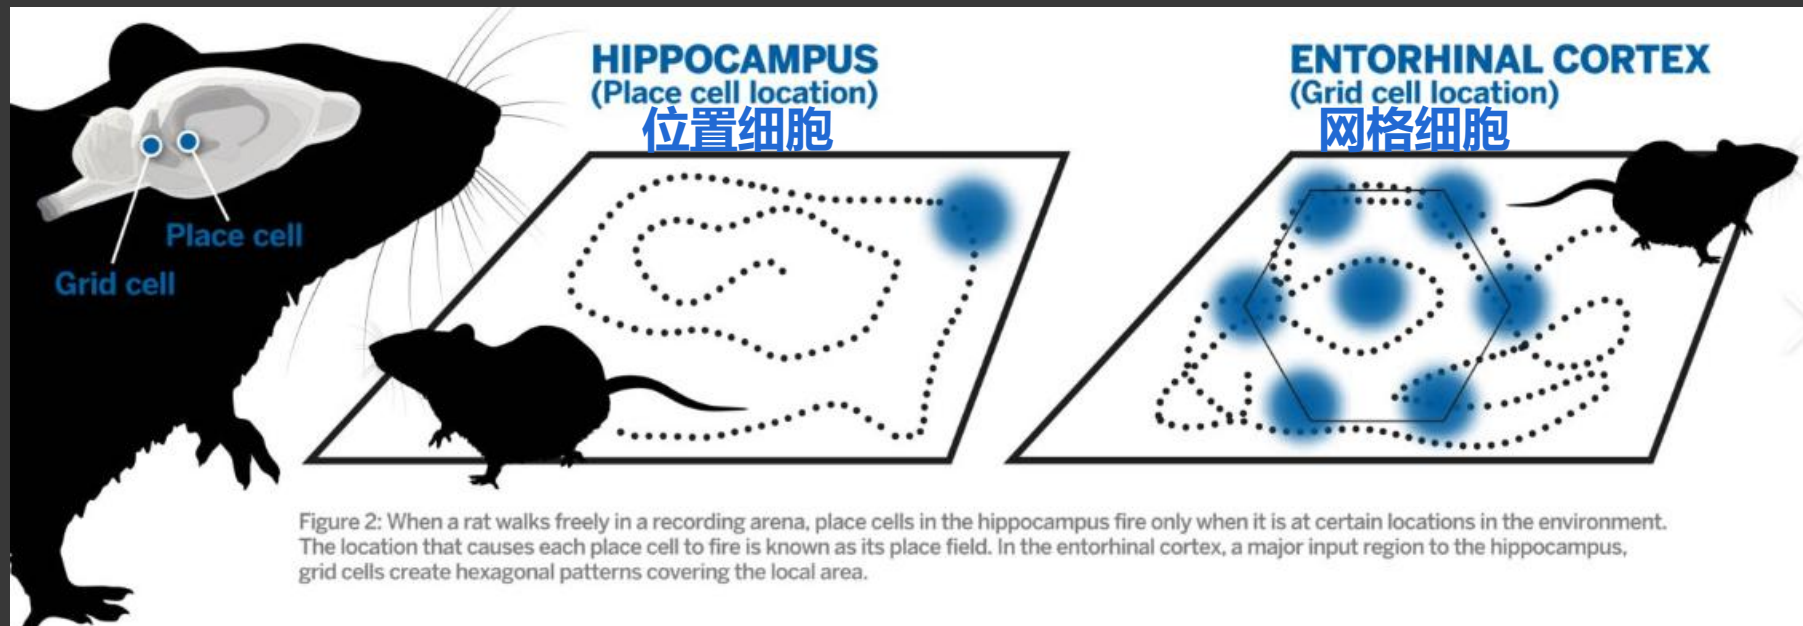 HIPPOCAMPUS
(Place cell location)
位置细胞
ENTORHINAL CORTEX
(Grid cell location)
网格细胞
Place cell
Grid cell
Figure 2: When a rat walks freely in a recording arena, place cells in the hippocampus fire only when it is at certain locations in the environment.
The location that causes each place cell to fire is known as its place field. In the entorhinal cortex, a major input region to the hippocampus,
grid cells create hexagonal patterns covering the local area.